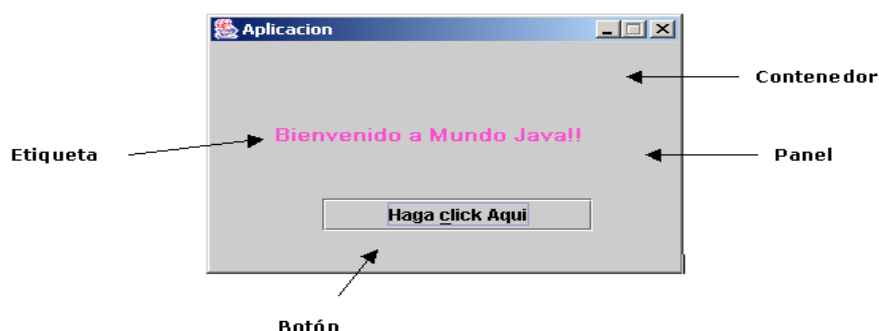 Aplicacion
Contenedor
Bienvenido a Mundo Java!!
Etiqueta
Panel
Haga click Aqui
Botón